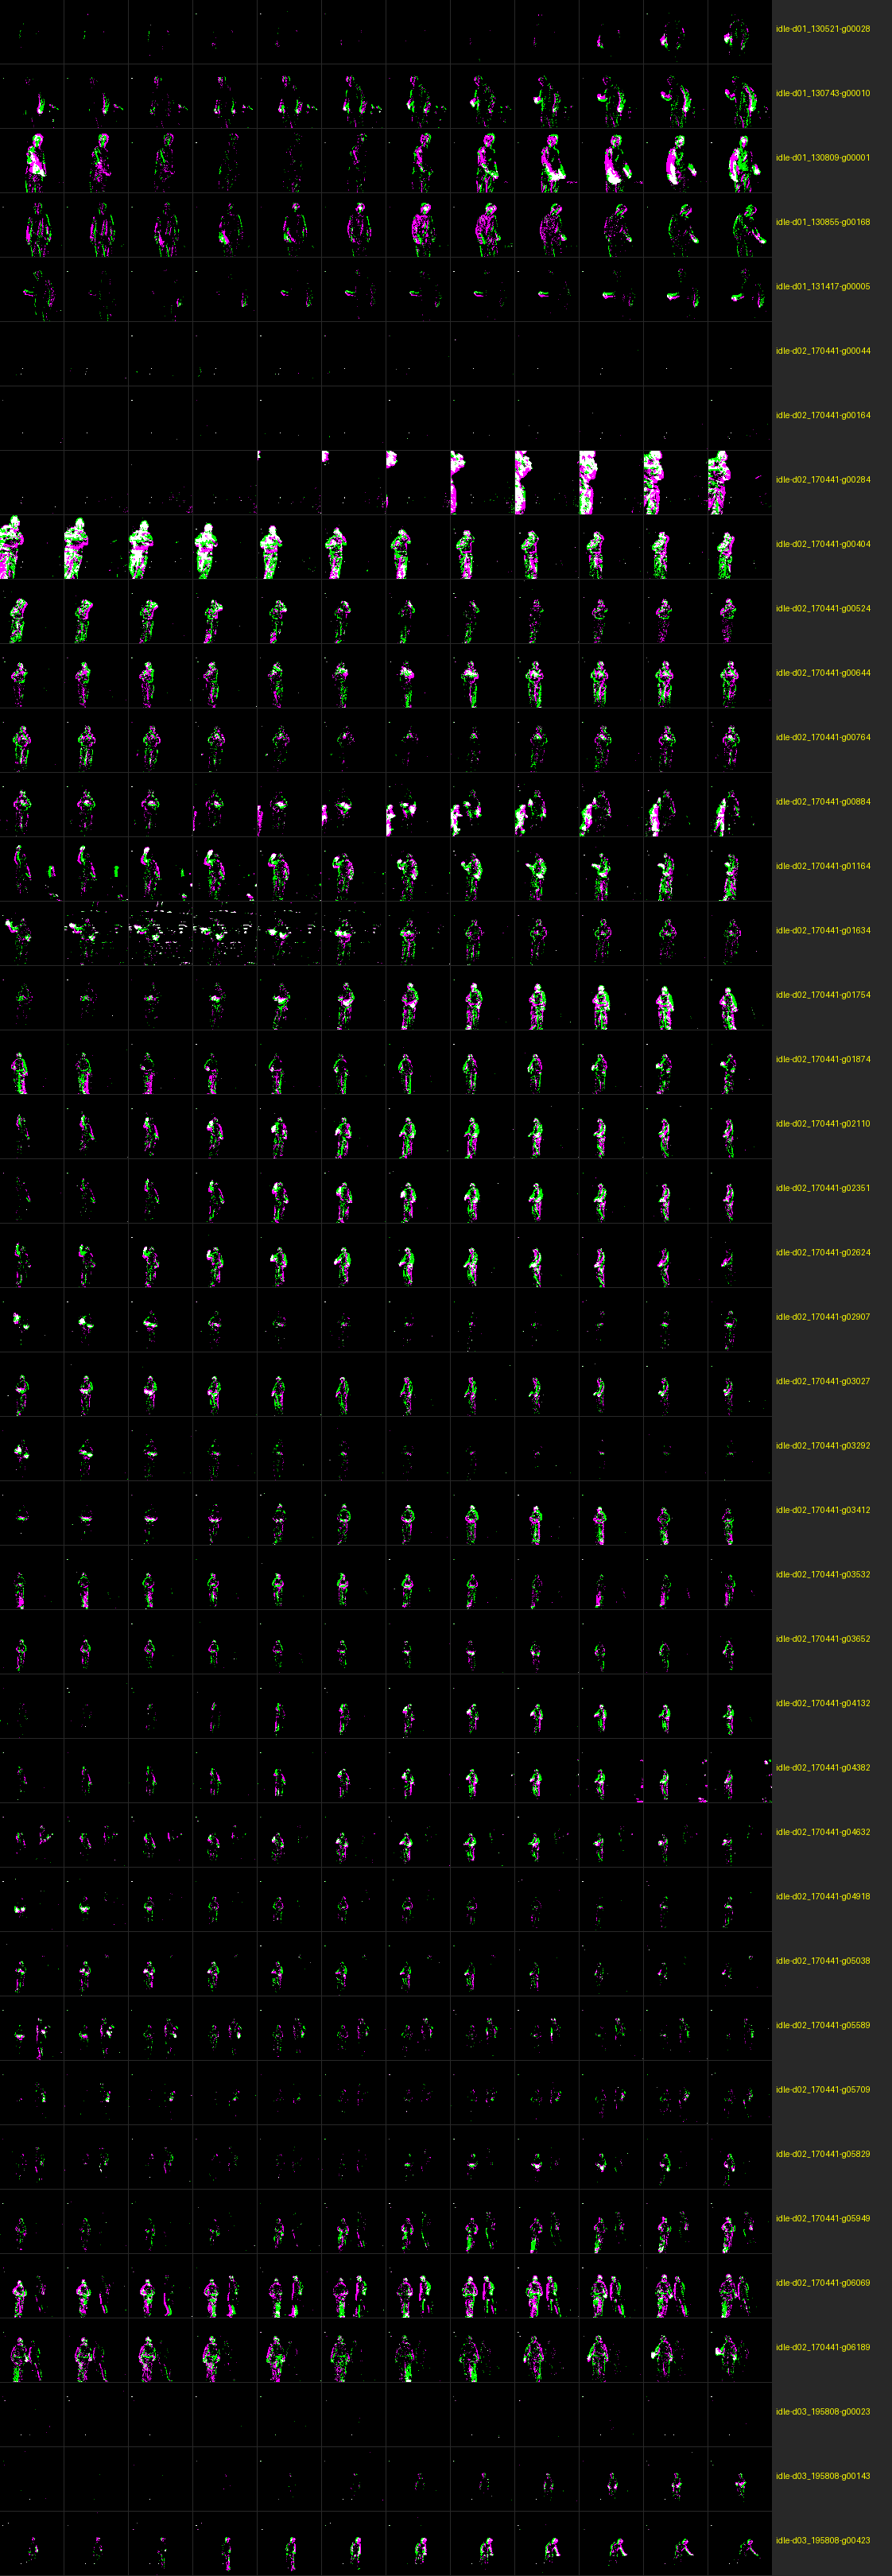 idle-d01_130521-g00028
idle-d01_130743-g00010
idle-d01_130809-g00001
idle-d01_130855-g00168
idle-d01_131417-g00005
idle-d02_170441-g00044
idle-d02_170441-g00164
idle-d02_170441-g00284
idle-d02_170441-g00404
idle-d02_170441-g00524
idle-d02_170441-g00644
idle-d02_170441-g00764
idle-d02_170441-g00884
idle-d02_170441-g01164
idle-d02_170441-g01634
idle-d02_170441-g01754
idle-d02_170441-g01874
idle-d02_170441-g02110
idle-d02_170441-g02351
idle-d02_170441-g02624
idle-d02_170441-g02907
idle-d02_170441-g03027
idle-d02_170441-g03292
idle-d02_170441-g03412
idle-d02_170441-g03532
idle-d02_170441-g03652
idle-d02_170441-g04132
idle-d02_170441-g04382
idle-d02_170441-g04632
idle-d02_170441-g04918
idle-d02_170441-g05038
idle-d02_170441-g05589
idle-d02_170441-g05709
idle-d02_170441-g05829
idle-d02_170441-g05949
idle-d02_170441-g06069
idle-d02_170441-g06189
idle-d03_195808-g00023
idle-d03_195808-g00143
idle-d03_195808-g00423